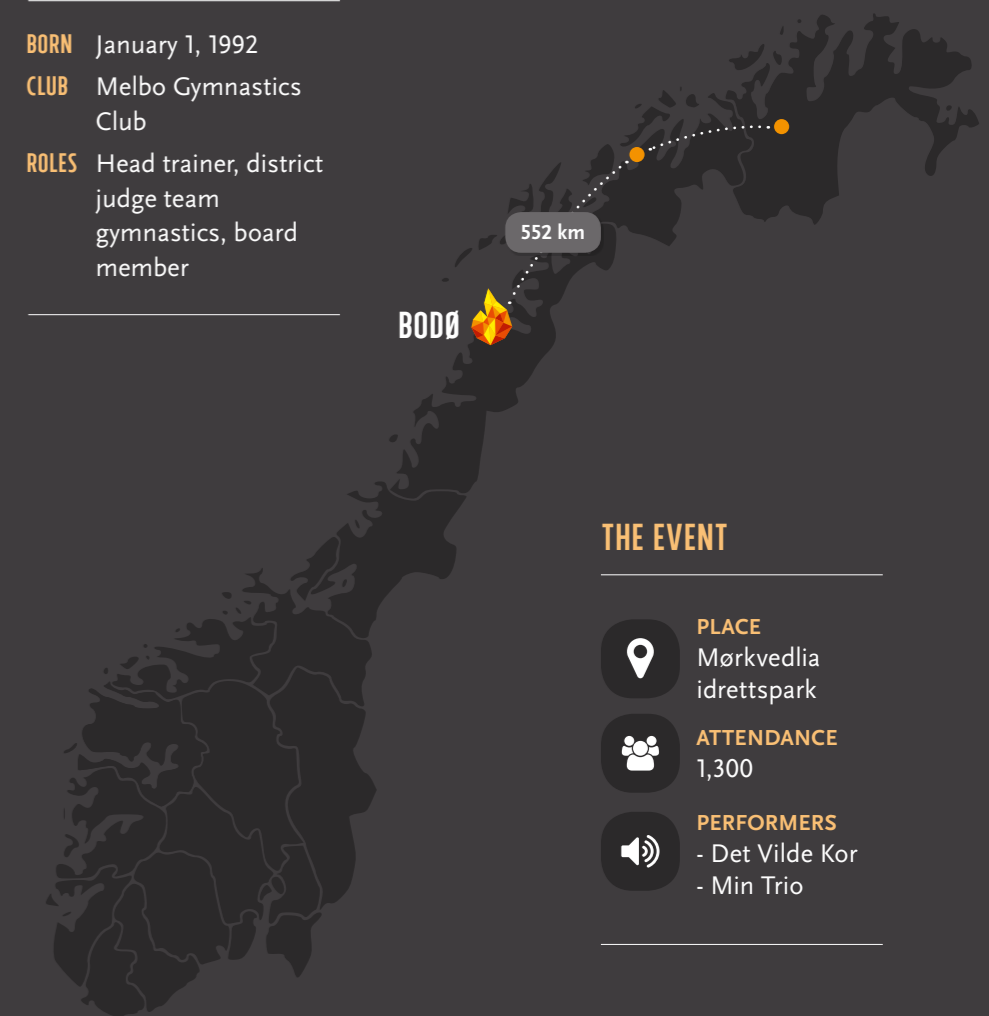 BORN January 1, 1992
CLUB Melbo Gymnastics
Club
ROLES Head trainer, district
judge team
gymnastics, board
member
552 km
BODØ
THE EVENT
PLACE
Mørkvedlia
idrettspark
ATTENDANCE
1,300
PERFORMERS
- Det Vilde Kor
- Min Trio